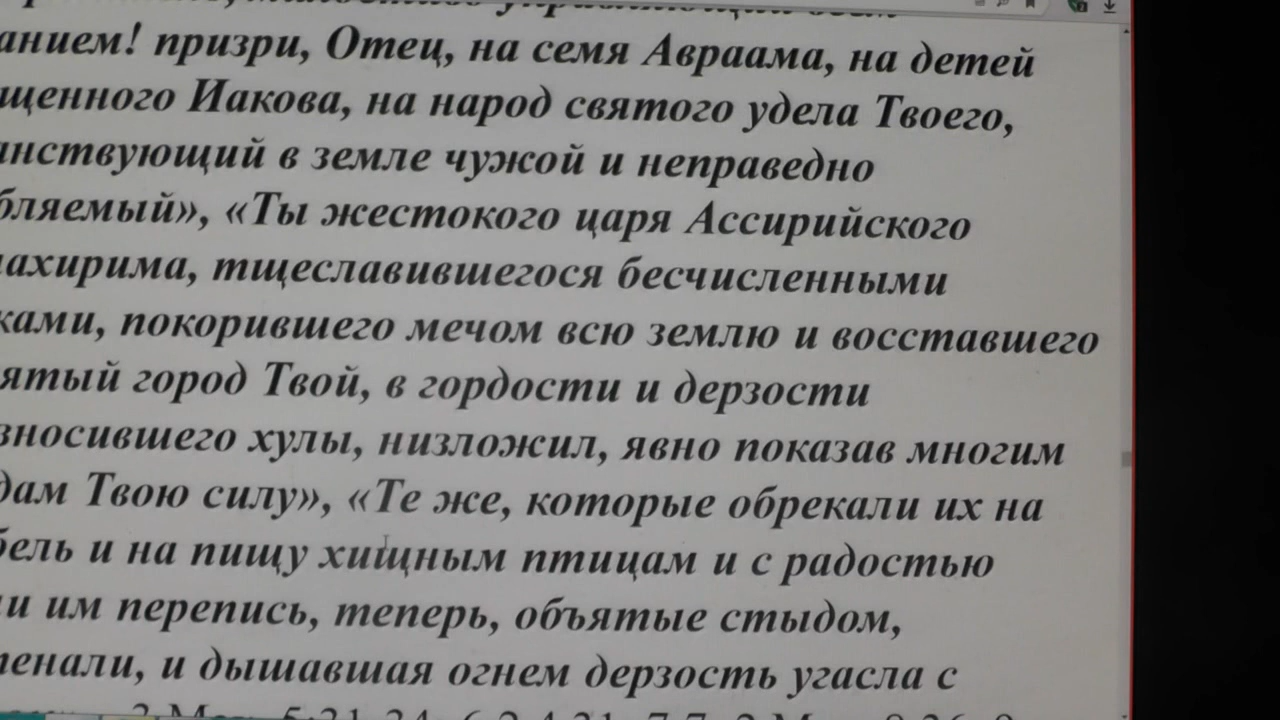 анием! призри, Отец, на семя Авраама, на детей
щенного Иакова, на народ святого удела Твоего,
нствующий в земле чужой и неправедно
бляемый», «Ты жестокого царя Ассирийского
ахирима, тщеславившегося бесчисленными
ками, покорившего мечом всю землю и восставшего
ятый город Твой, в гордости и дерзости
зносившего хулы, низложил, явно показав многим
дам Твою силу», «Те же, которые обрекали их на
бель и на пищу хищным птицам и с радостью
и им перепись, теперь, объятые стыдом,
тенали, и дышавшая огнем дерзость угасла с